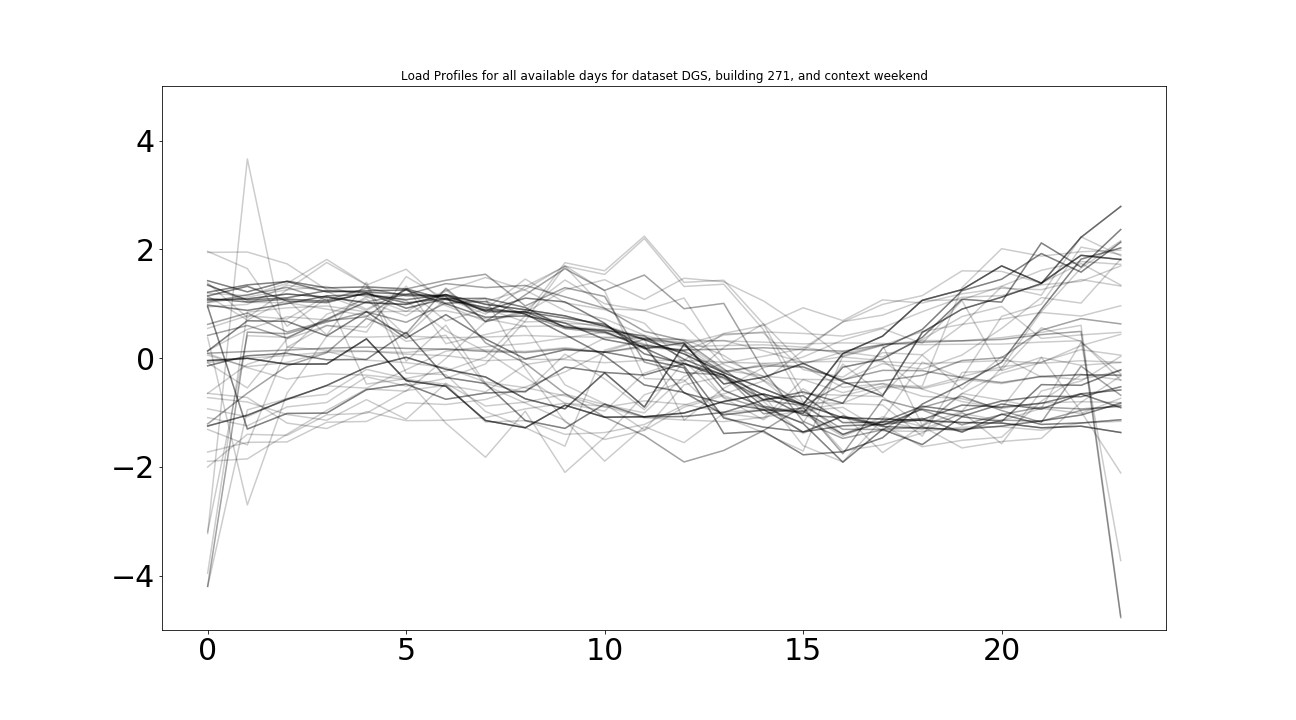 Load Profiles for all available days for dataset DGS, building 271, and context weekend
4
2
0
−2
−4
0 5 10 15 20